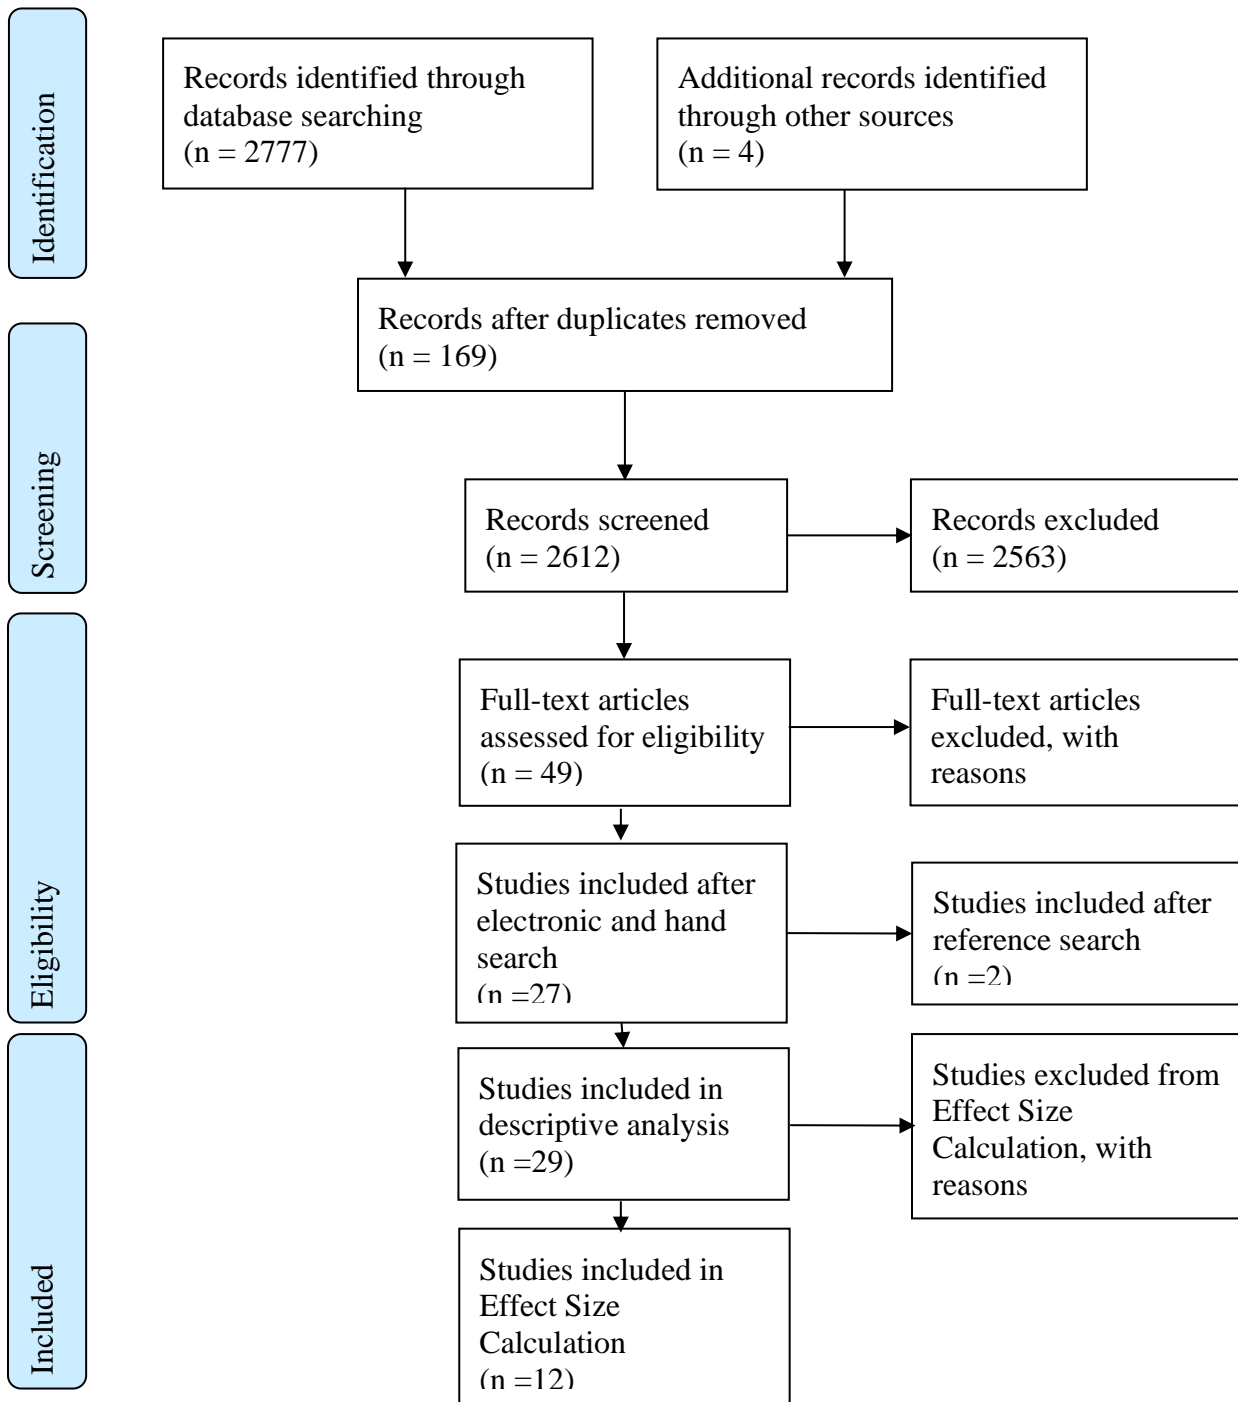 Identification
Records identified through
database searching
(n = 2777)
Additional records identified
through other sources
(n = 4)
Records after duplicates removed
(n = 169)
Screening
Records screened
(n = 2612)
Records excluded
(n = 2563)
Eligibility
Full-text articles
assessed for eligibility
(n = 49)
Full-text articles
excluded, with
reasons
Studies included after
electronic and hand
search
(n =27)
Studies included after
reference search
(n =2)
Included
Studies included in
descriptive analysis
(n =29)
Studies excluded from
Effect Size
Calculation, with
reasons
Studies included in
Effect Size
Calculation
(n =12)